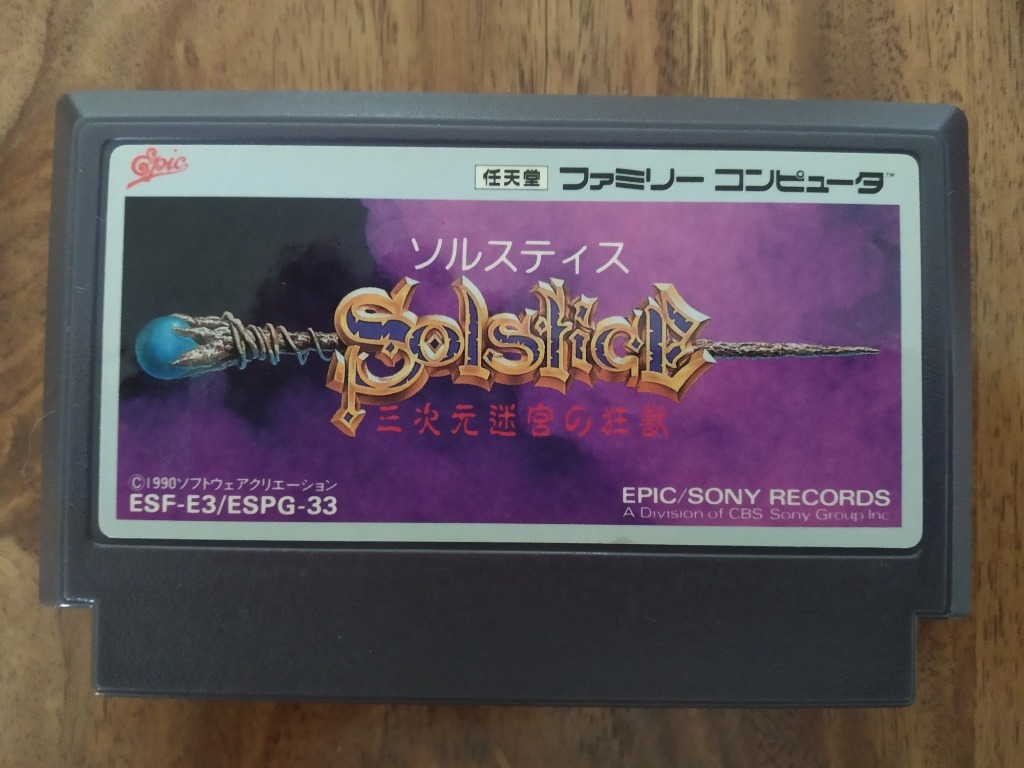 Epic
任天堂 ファミリー コンピュータ™
ソルスティス
Solstice
三次元迷宮の狂獣
©1990ソフトウェアクリエーション
ESF-E3/ESPG-33
EPIC/SONY RECORDS
A Division of CBS Sony Group Inc